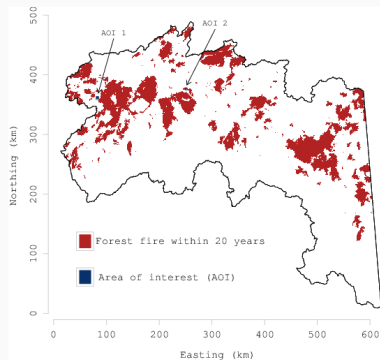 AOI 1
AOI 2
Northing (km)
500
400
300
200
100
0
Forest fire within 20 years
Area of interest (AOI)
0 100 200 300 400 500 600
Easting (km)